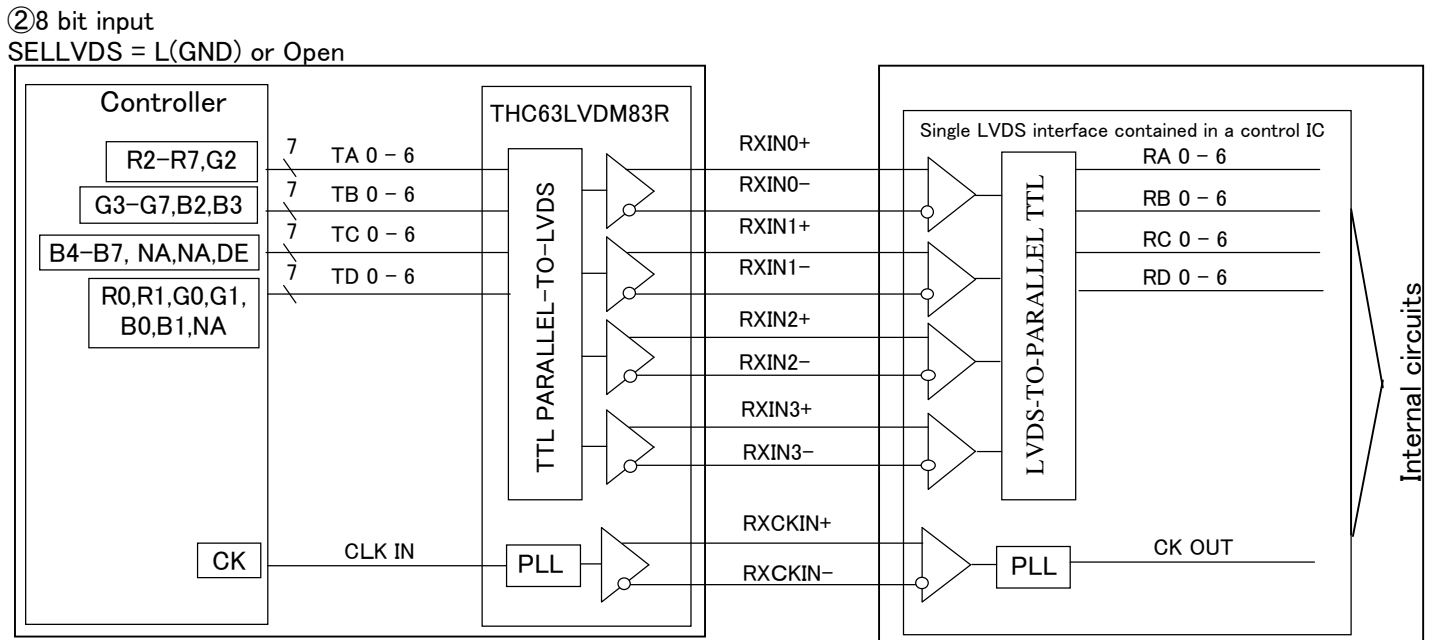 ②8 bit input
SELLVDS = L(GND) or Open
Controller
R2-R7,G2
G3-G7,B2,B3
B4-B7, NA,NA,DE
R0,R1,G0,G1,
B0,B1,NA
CK
7
TA 0 - 6
7
TB 0 - 6
7
TC 0 - 6
7
TD 0 - 6
CLK IN
THC63LVDM83R
TTL PARALLEL-TO-LVDS
PLL
RXIN0+
RXIN0-
RXIN1+
RXIN1-
RXIN2+
RXIN2-
RXIN3+
RXIN3-
RXCKIN+
RXCKIN-
Single LVDS interface contained in a control IC
LVDS-TO-PARALLEL TTL
PLL
RA 0 - 6
RB 0 - 6
RC 0 - 6
RD 0 - 6
CK OUT
Internal circuits